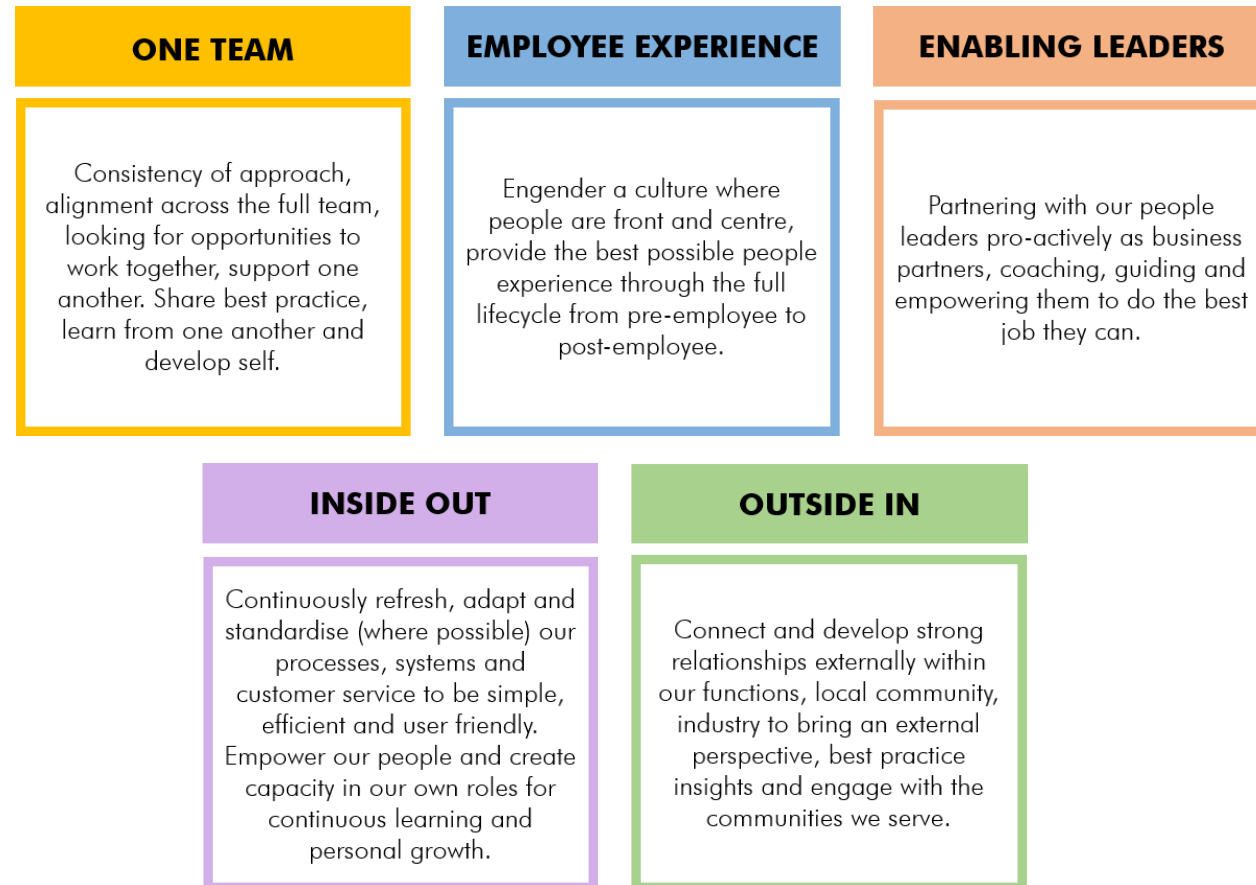 ONE TEAM
Consistency of approach,
alignment across the full team,
looking for opportunities to
work together, support one
another. Share best practice,
learn from one another and
develop self.
EMPLOYEE EXPERIENCE
Engender a culture where
people are front and centre,
provide the best possible people
experience through the full
lifecycle from pre-employee to
post-employee.
ENABLING LEADERS
Partnering with our people
leaders pro-actively as business
partners, coaching, guiding and
empowering them to do the best
job they can.
INSIDE OUT
Continuously refresh, adapt and
standardise (where possible) our
processes, systems and
customer service to be simple,
efficient and user friendly.
Empower our people and create
capacity in our own roles for
continuous learning and
personal growth.
OUTSIDE IN
Connect and develop strong
relationships externally within
our functions, local community,
industry to bring an external
perspective, best practice
insights and engage with the
communities we serve.